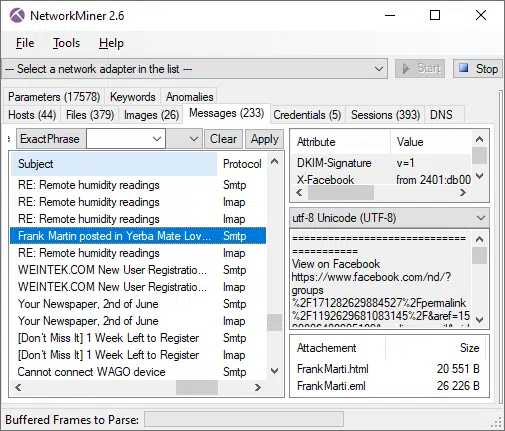 NetworkMiner 2.6
File Tools Help
--- Select a network adapter in the list ---
Start
Stop
Parameters (17578) Keywords Anomalies
Hosts (44) Files (379) Images (26) Messages (233) Credentials (5) Sessions (393) DNS
ExactPhrase
Clear
Apply
Subject Protocol
RE: Remote humidity readings Smtp
RE: Remote humidity readings Imap
RE: Remote humidity readings Imap
Frank Martin posted in Yerba Mate Lov... Smtp
RE: Remote humidity readings Imap
WEINTEK.COM New User Registratio... Smtp
WEINTEK.COM New User Registratio... Imap
Your Newspaper, 2nd of June Smtp
Your Newspaper, 2nd of June Imap
[Don't Miss It] 1 Week Left to Register Smtp
[Don't Miss It] 1 Week Left to Register Imap
Cannot connect WAGO device Smtp
Attribute Value
DKIM-Signature v=1
X-Facebook from 2401:db00
utf-8 Unicode (UTF-8)
==============================
===========
View on Facebook
https://www.facebook.com/nd/?
groups
%2F171282629884527%2Fpermalink
%2F1192629681083145%2F&aref=15
Attachement Size
FrankMarti.html 20 551 B
FrankMarti.eml 26 226 B
Buffered Frames to Parse: